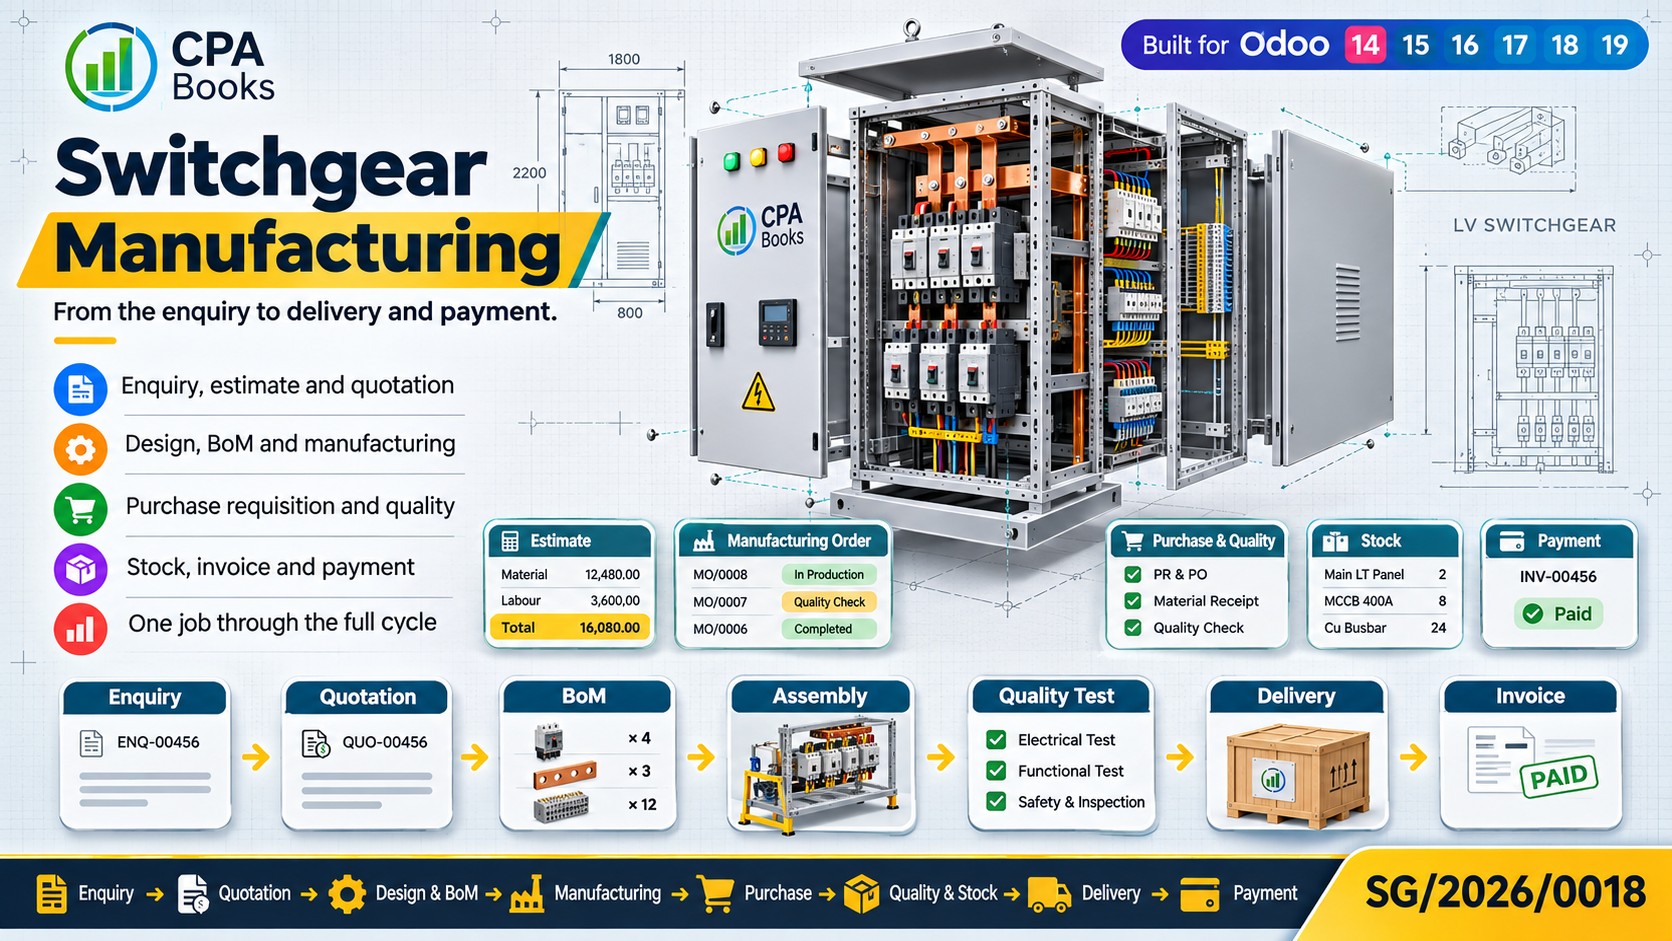 CPA
Books
Built for Odoo 14 15 16 17 18 19
Switchgear
Manufacturing
From the enquiry to delivery and payment.
Enquiry, estimate and quotation
Design, BoM and manufacturing
Purchase requisition and quality
Stock, invoice and payment
One job through the full cycle
1800
2200
800
CPA
Books
LV SWITCHGEAR
Estimate
Material 12,480.00
Labour 3,600,00
Total 16,080.00
Manufacturing Order
MO/0008 In Production
MO/0007 Quality Check
MO/0006 Completed
Purchase & Quality
PR & PO
Material Receipt
Quality Check
Stock
Main LT Panel 2
MCCB 400A 8
Cu Busbar 24
Payment
INV-00456
Paid
Enquiry
ENQ-00456
Quotation
QUO-00456
BoM
× 4
× 3
× 12
Assembly
Quality Test
Electrical Test
Functional Test
Safety & Inspection
Delivery
Invoice
PAID
Enquiry
Quotation
Design & BoM
Manufacturing
Purchase
Quality & Stock
Delivery
Payment
SG/2026/0018